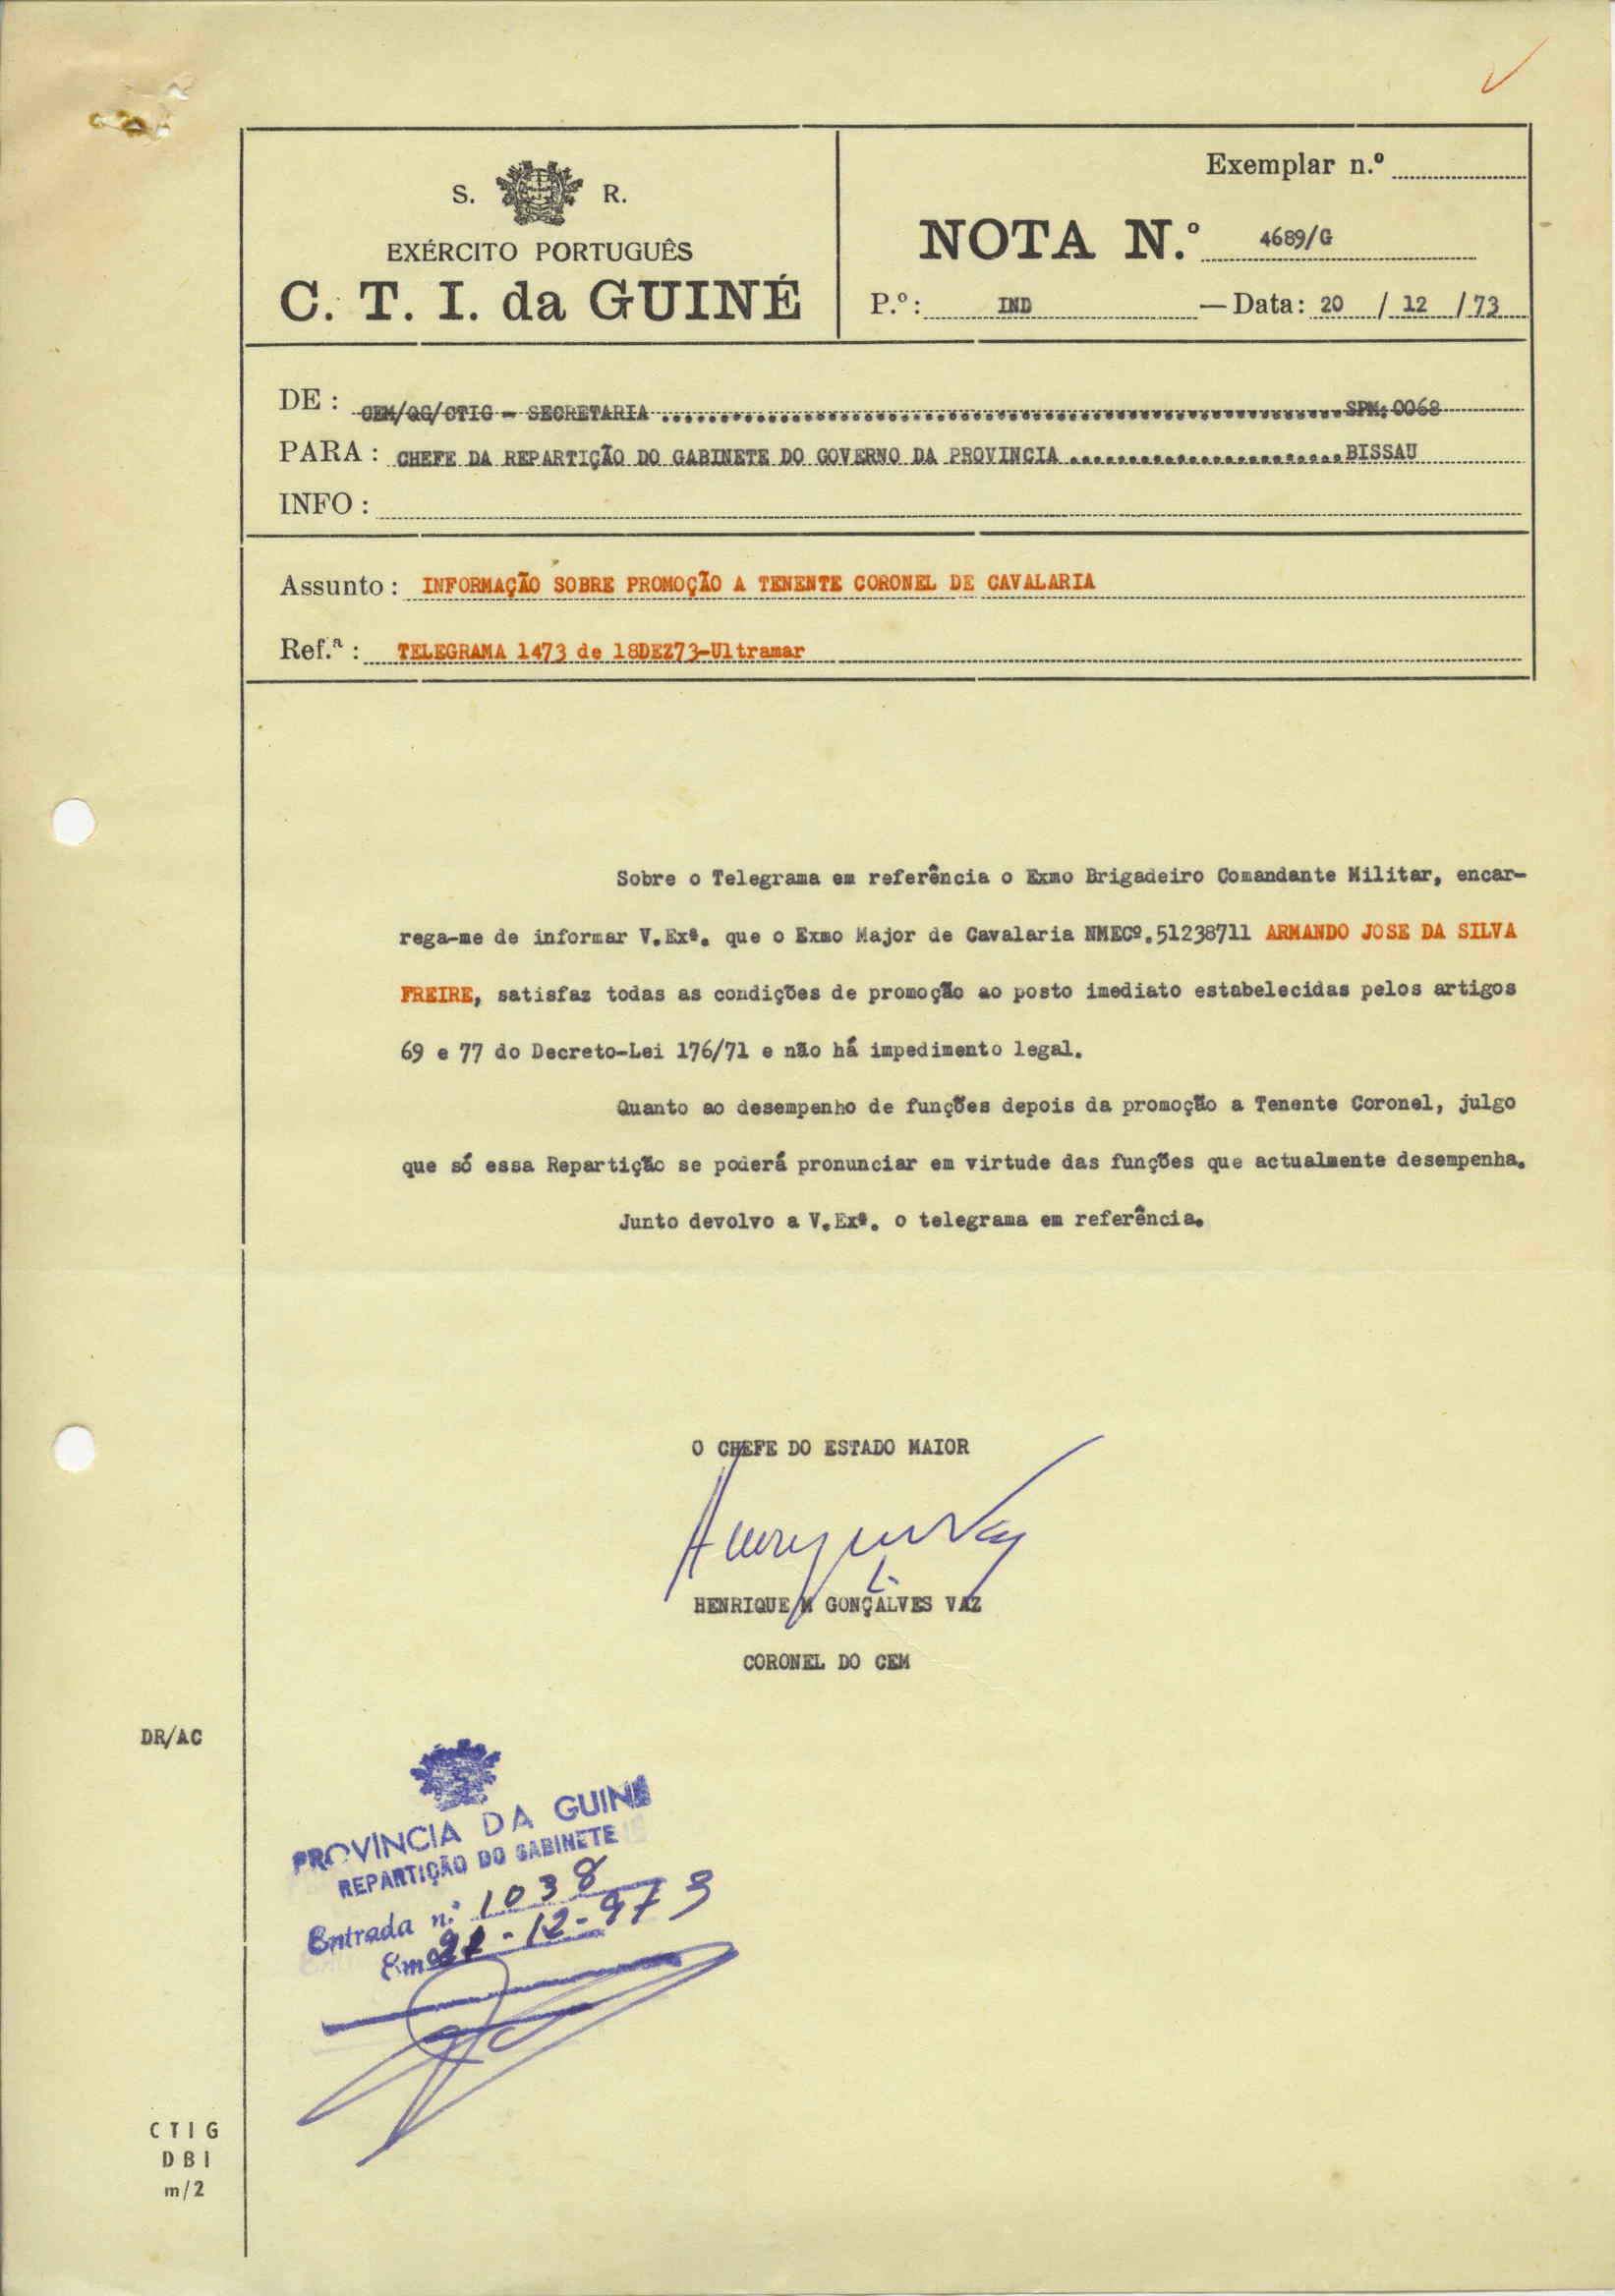 S. R.
EXÉRCITO PORTUGUÊS
C. T. I. da GUINÉ
Exemplar n.º
NOTA N.º 4689/G
P.º: IND — Data: 20 / 12 / 73
DE : CEM/QG/CTIG - SECRETARIA SPM: 0068
PARA : CHEFE DA REPARTIÇÃO DO GABINETE DO GOVERNO DA PROVINCIA BISSAU
INFO :
Assunto : INFORMAÇÃO SOBRE PROMOÇÃO A TENENTE CORONEL DE CAVALARIA
Ref.ª : TELEGRAMA 1473 de 18DEZ73-Ultramar
Sobre o Telegrama em referência o Exmo Brigadeiro Comandante Militar, encar-
rega-me de informar V.Exª. que o Exmo Major de Cavalaria NMECº.51238711 ARMANDO JOSE DA SILVA
FREIRE, satisfaz todas as condições de promoção ao posto imediato estabelecidas pelos artigos
69 e 77 do Decreto-Lei 176/71 e não há impedimento legal.
Quanto ao desempenho de funções depois da promoção a Tenente Coronel, julgo
que só essa Repartição se poderá pronunciar em virtude das funções que actualmente desempenha.
Junto devolvo a V.Exª. o telegrama em referência.
O CHEFE DO ESTADO MAIOR
HENRIQUE M GONÇALVES VAZ
CORONEL DO CEM
DR/AC
PROVINCIA DA GUINÉ
REPARTIÇÃO DO GABINETE
Entrada n.º 1038
Em 21-12-973
CTIG
DBI
m/2